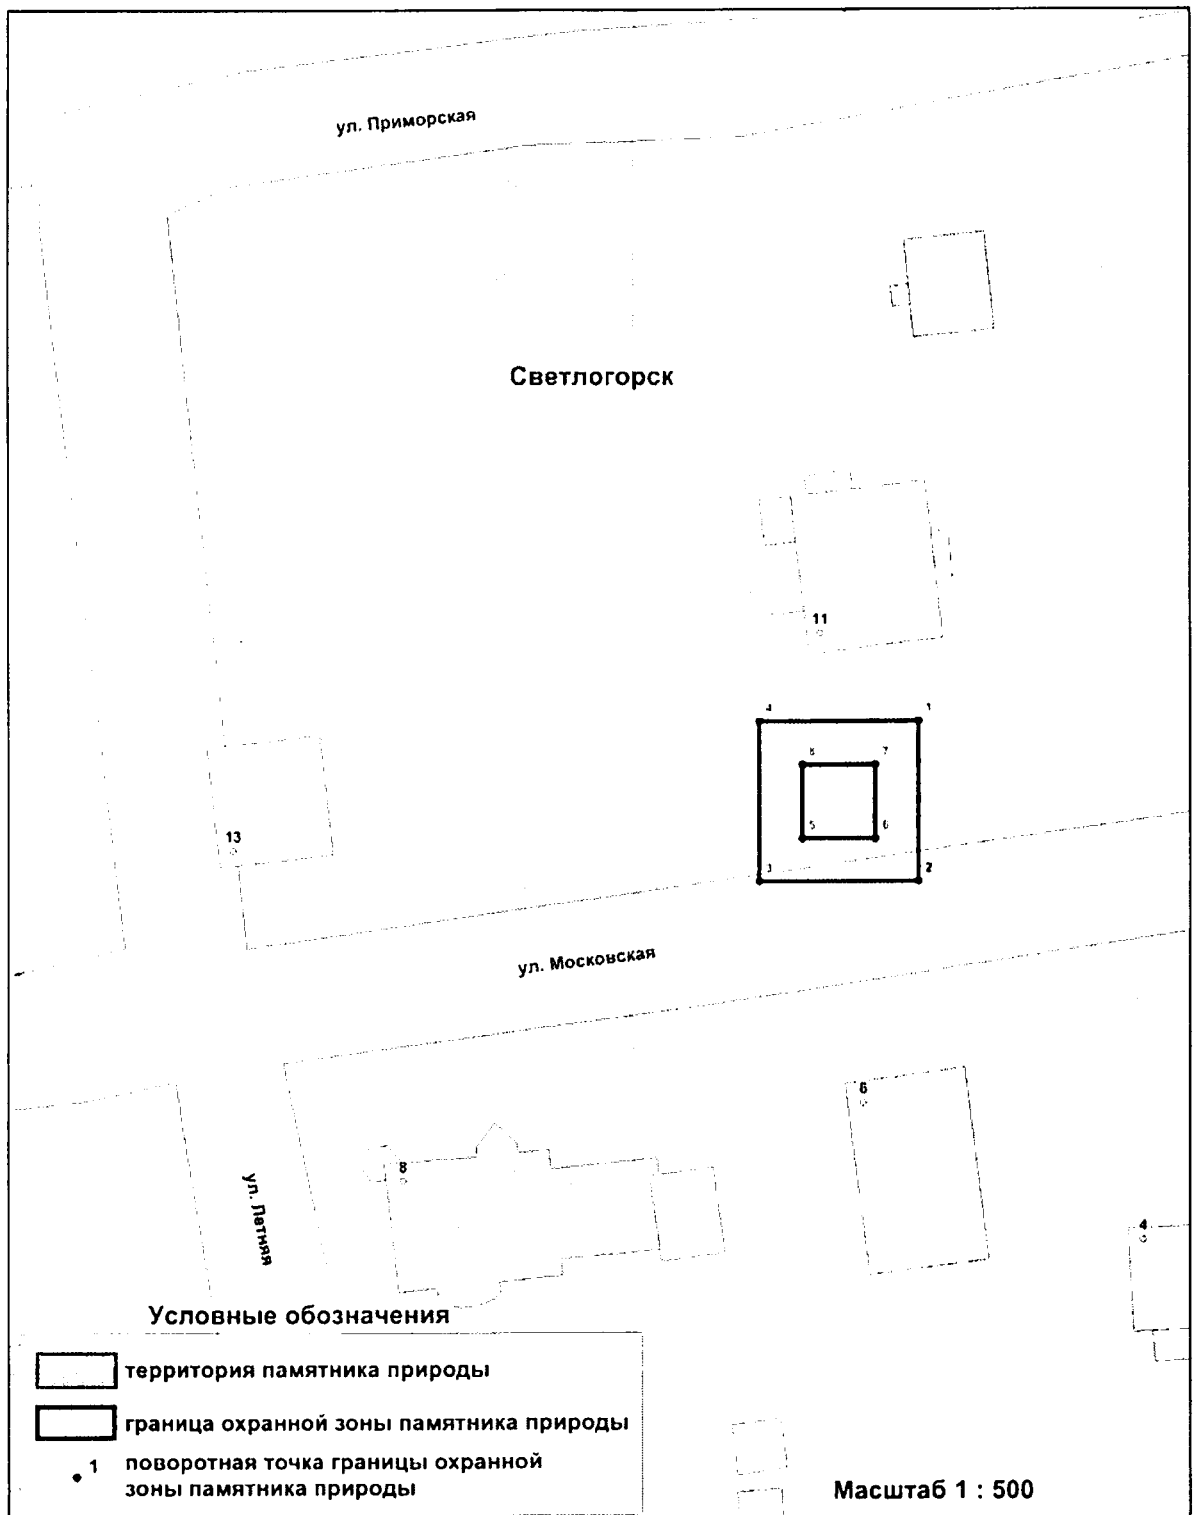 ул. Приморская
Светлогорск
11
4
1
8
7
5
6
3
2
13
ул. Московская
6
8
4
ул. Летняя
Условные обозначения
территория памятника природы
граница охранной зоны памятника природы
1 поворотная точка границы охранной
зоны памятника природы
Масштаб 1 : 500